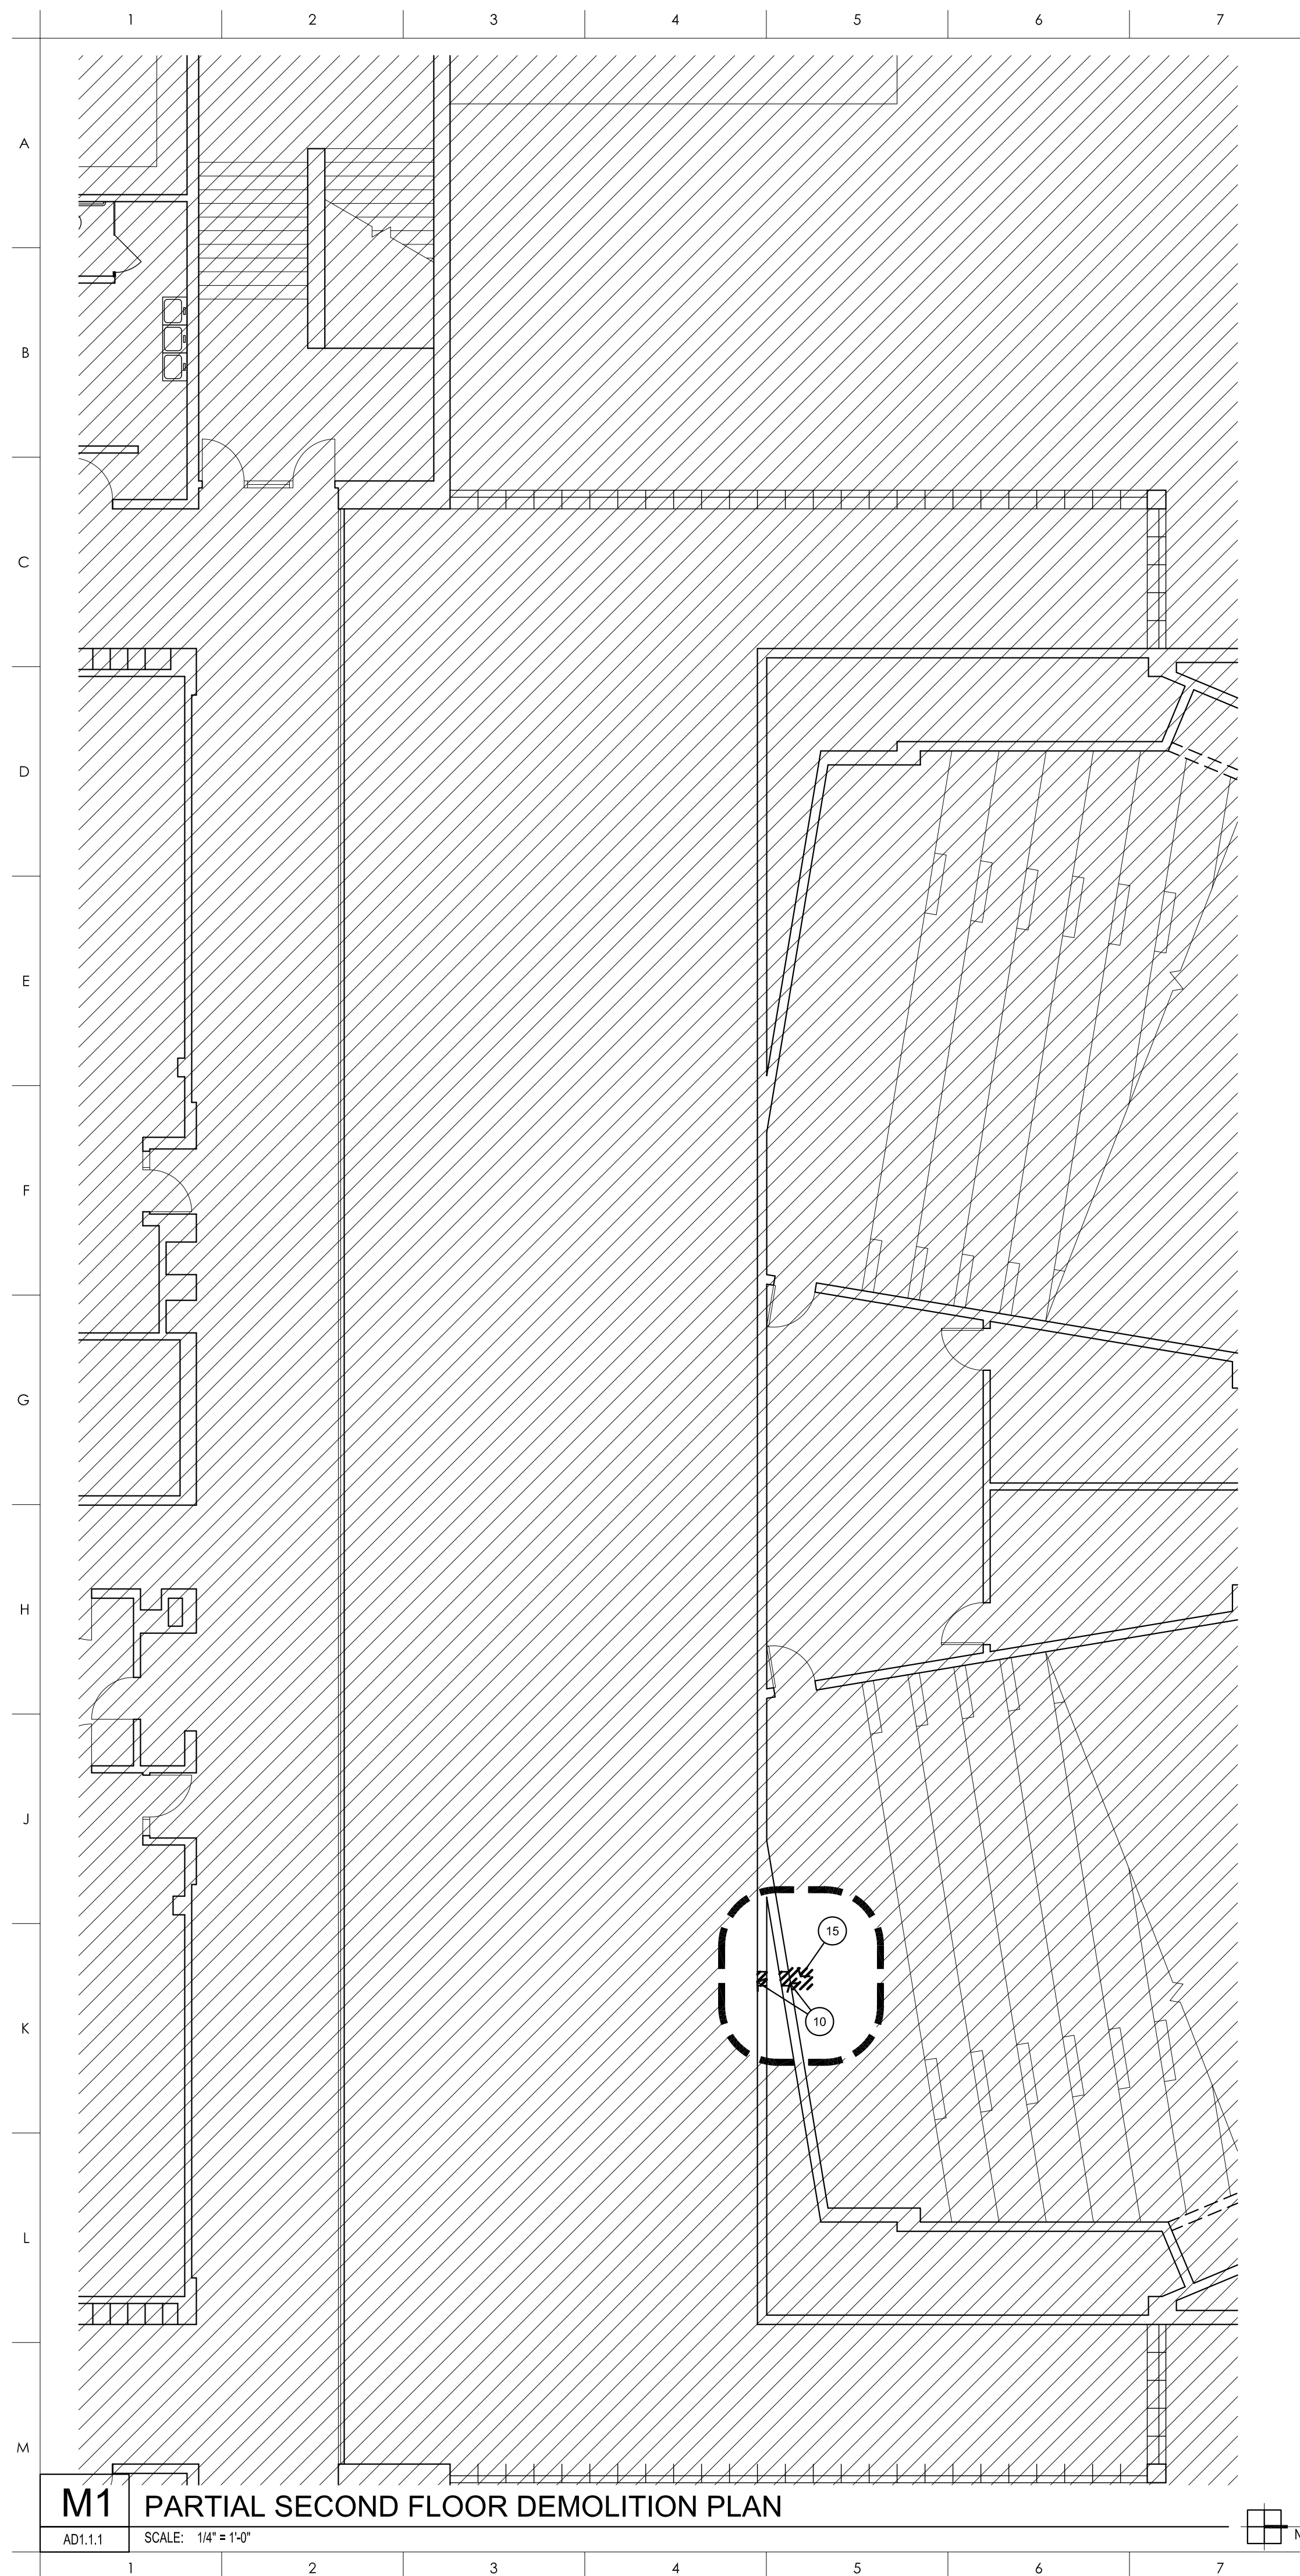 1 2 3 4 5 6 7
A
B
C
D
E
F
G
H
J
15
K
10
L
M
M1 PARTIAL SECOND FLOOR DEMOLITION PLAN
AD1.1.1 SCALE: 1/4" = 1'-0"
1 2 3 4 5 6 7